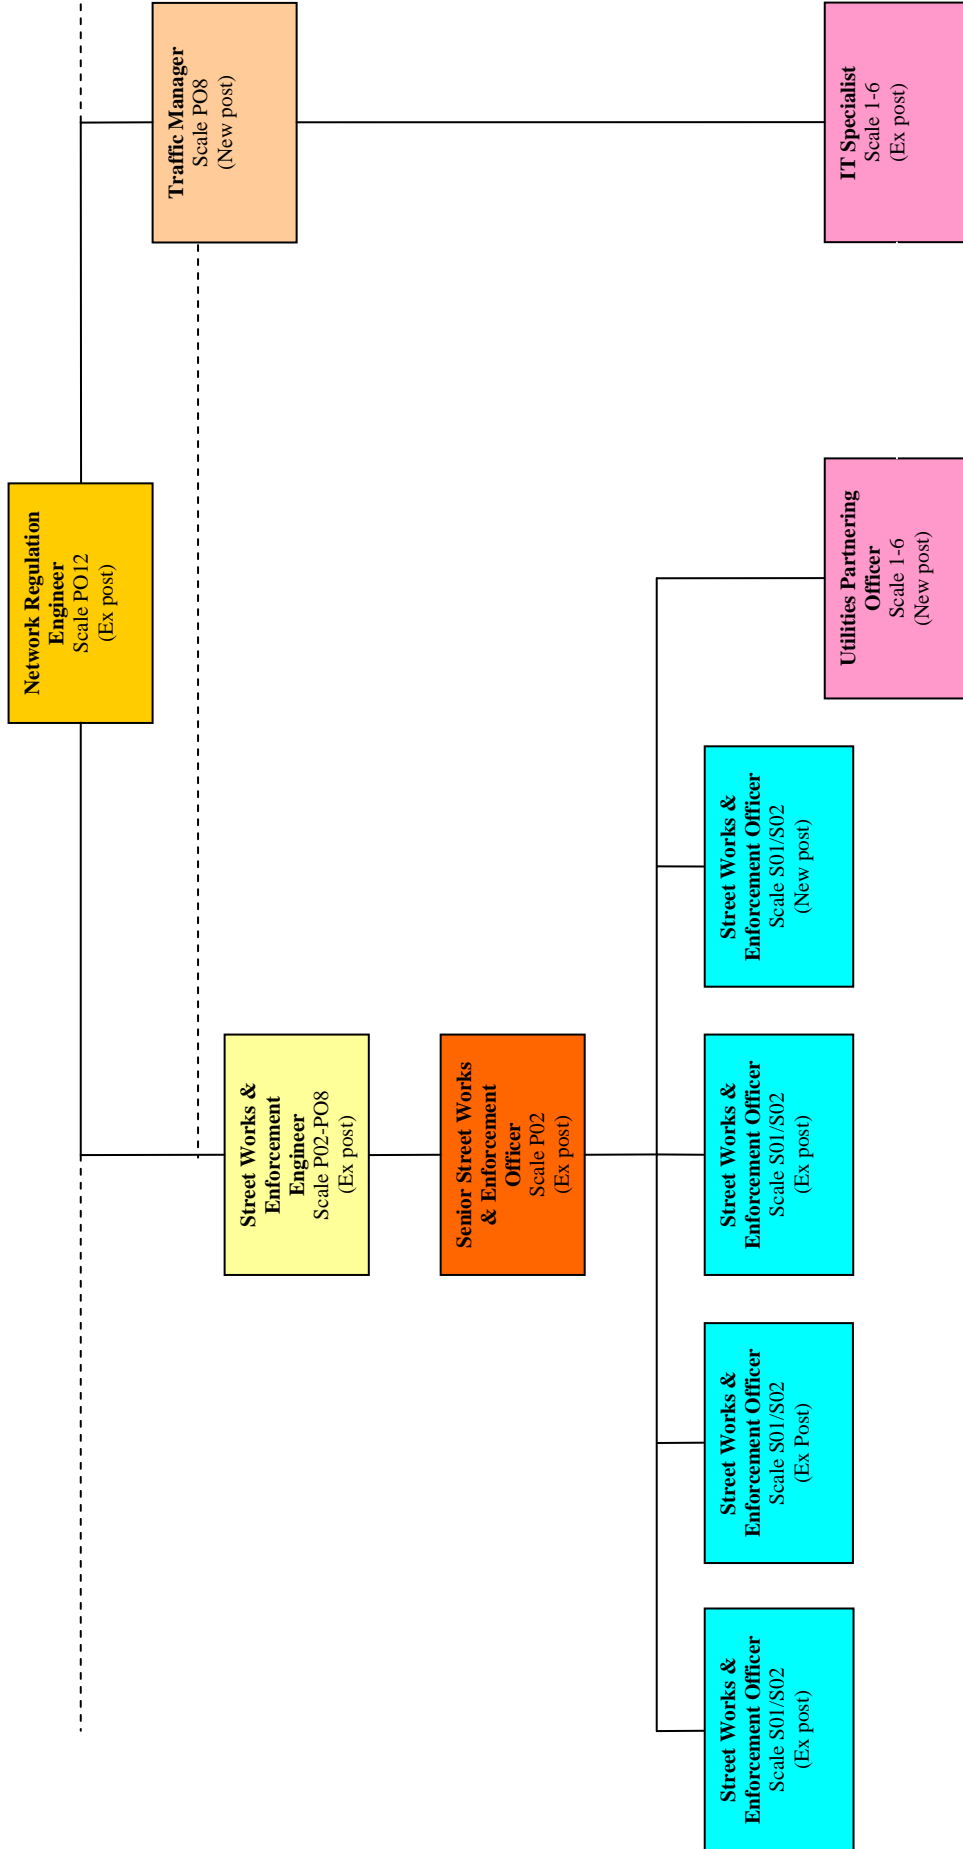 Network Regulation
Engineer
Scale PO12
(Ex post)
Traffic Manager
Scale PO8
(New post)
Street Works &
Enforcement
Engineer
Scale P02-PO8
(Ex post)
Senior Street Works
& Enforcement
Officer
Scale P02
(Ex post)
Street Works &
Enforcement Officer
Scale S01/S02
(Ex post)
Street Works &
Enforcement Officer
Scale S01/S02
(Ex Post)
Street Works &
Enforcement Officer
Scale S01/S02
(Ex post)
Street Works &
Enforcement Officer
Scale S01/S02
(New post)
Utilities Partnering
Officer
Scale 1-6
(New post)
IT Specialist
Scale 1-6
(Ex post)